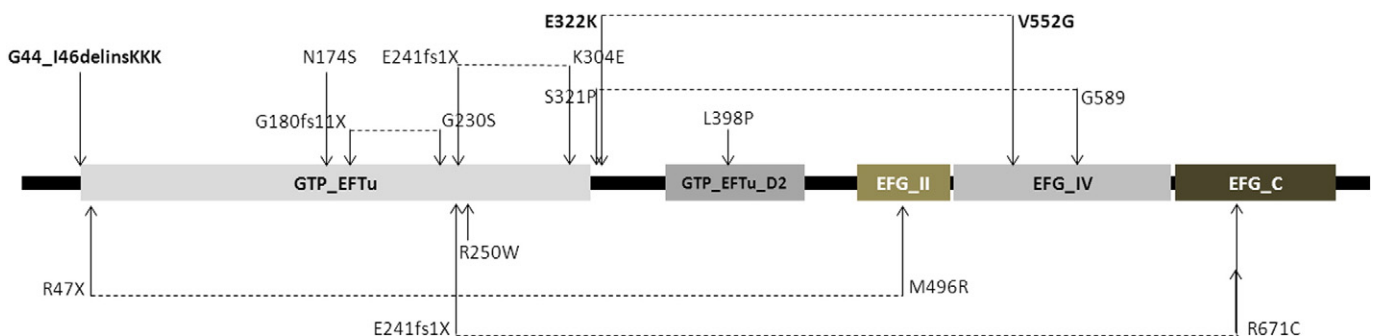 E322K V552G
G44_I46delinsKKK N174S E241fs1X K304E
S321P G589
G180fs11X G230S L398P
GTP_EFTu GTP_EFTu_D2 EFG_II EFG_IV EFG_C
R250W
R47X M496R
E241fs1X R671C